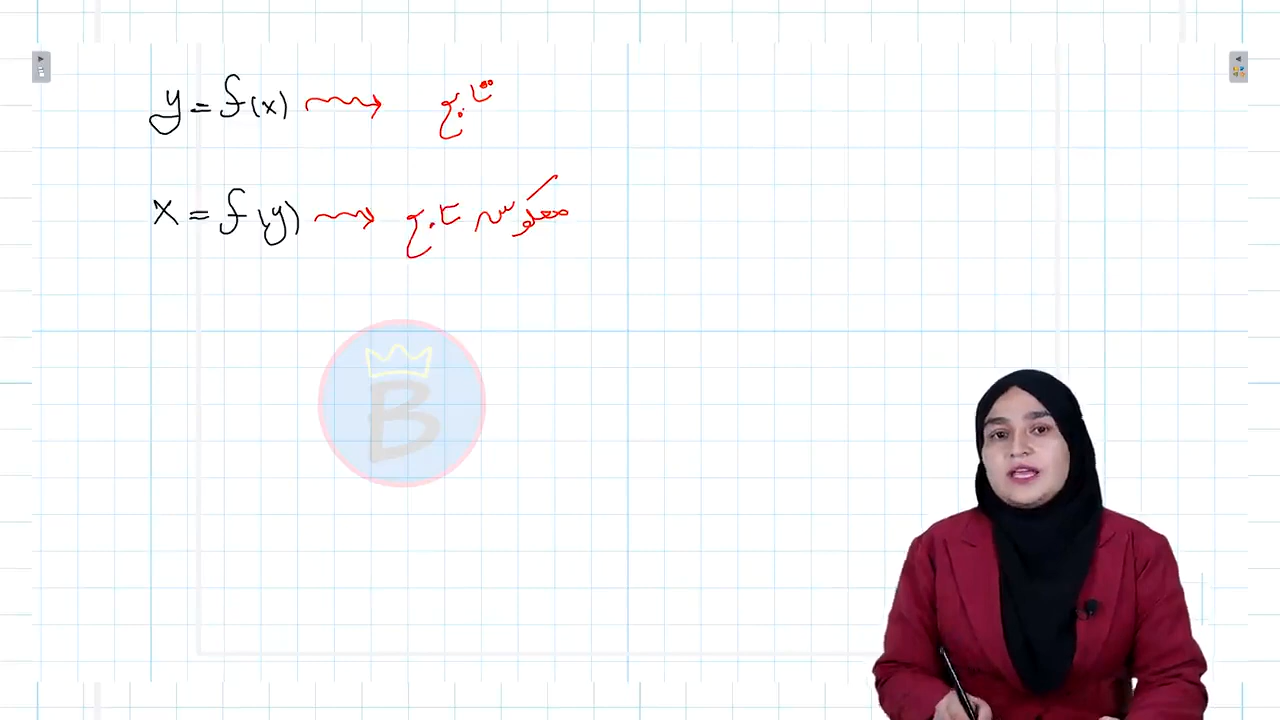 y = f(x) تابع
x = f(y) معکوس تابع
B